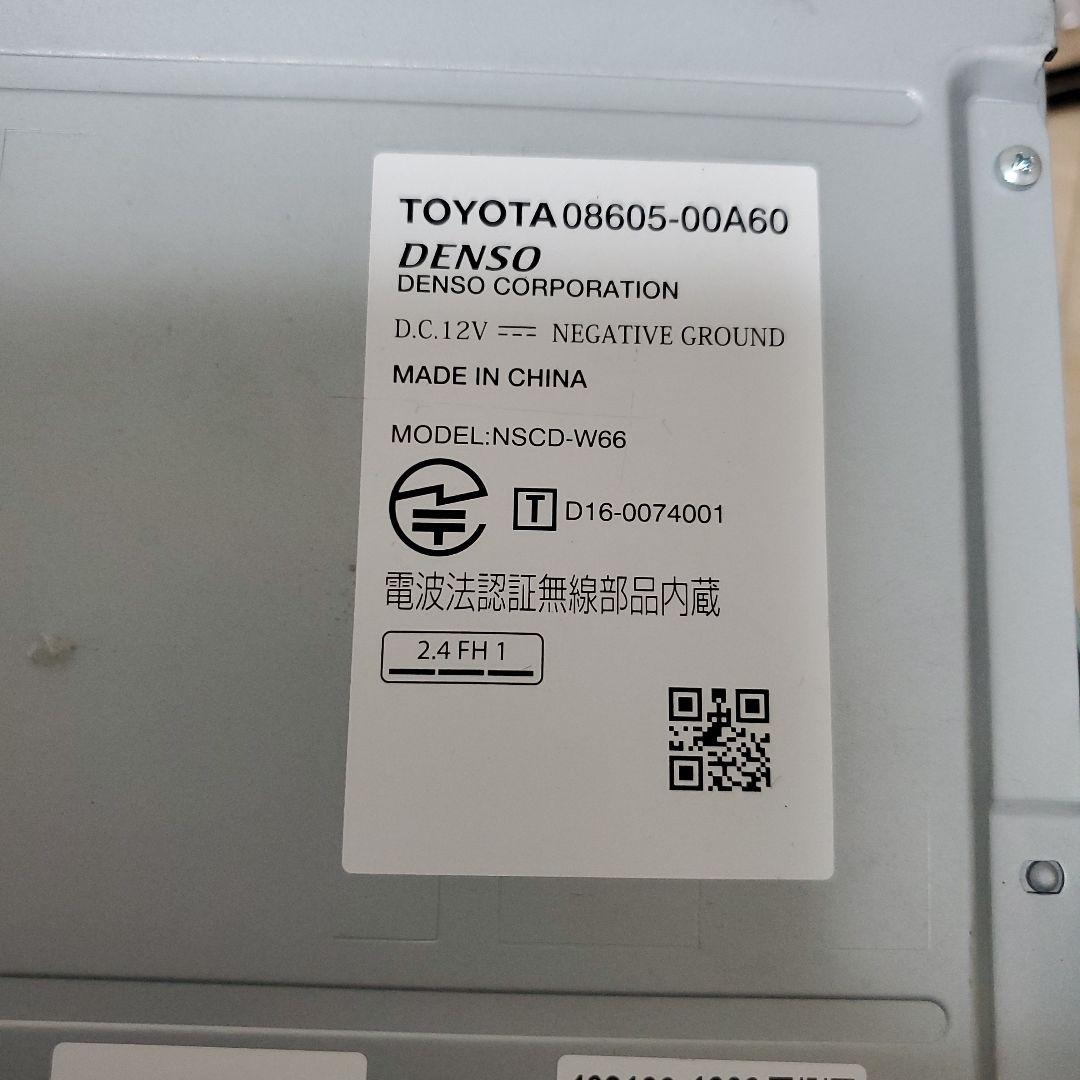 TOYOTA 08605-00A60
DENSO
DENSO CORPORATION
D.C.12V ⎓ NEGATIVE GROUND
MADE IN CHINA
MODEL:NSCD-W66
T D16-0074001
電波法認証無線部品内蔵
2.4 FH 1